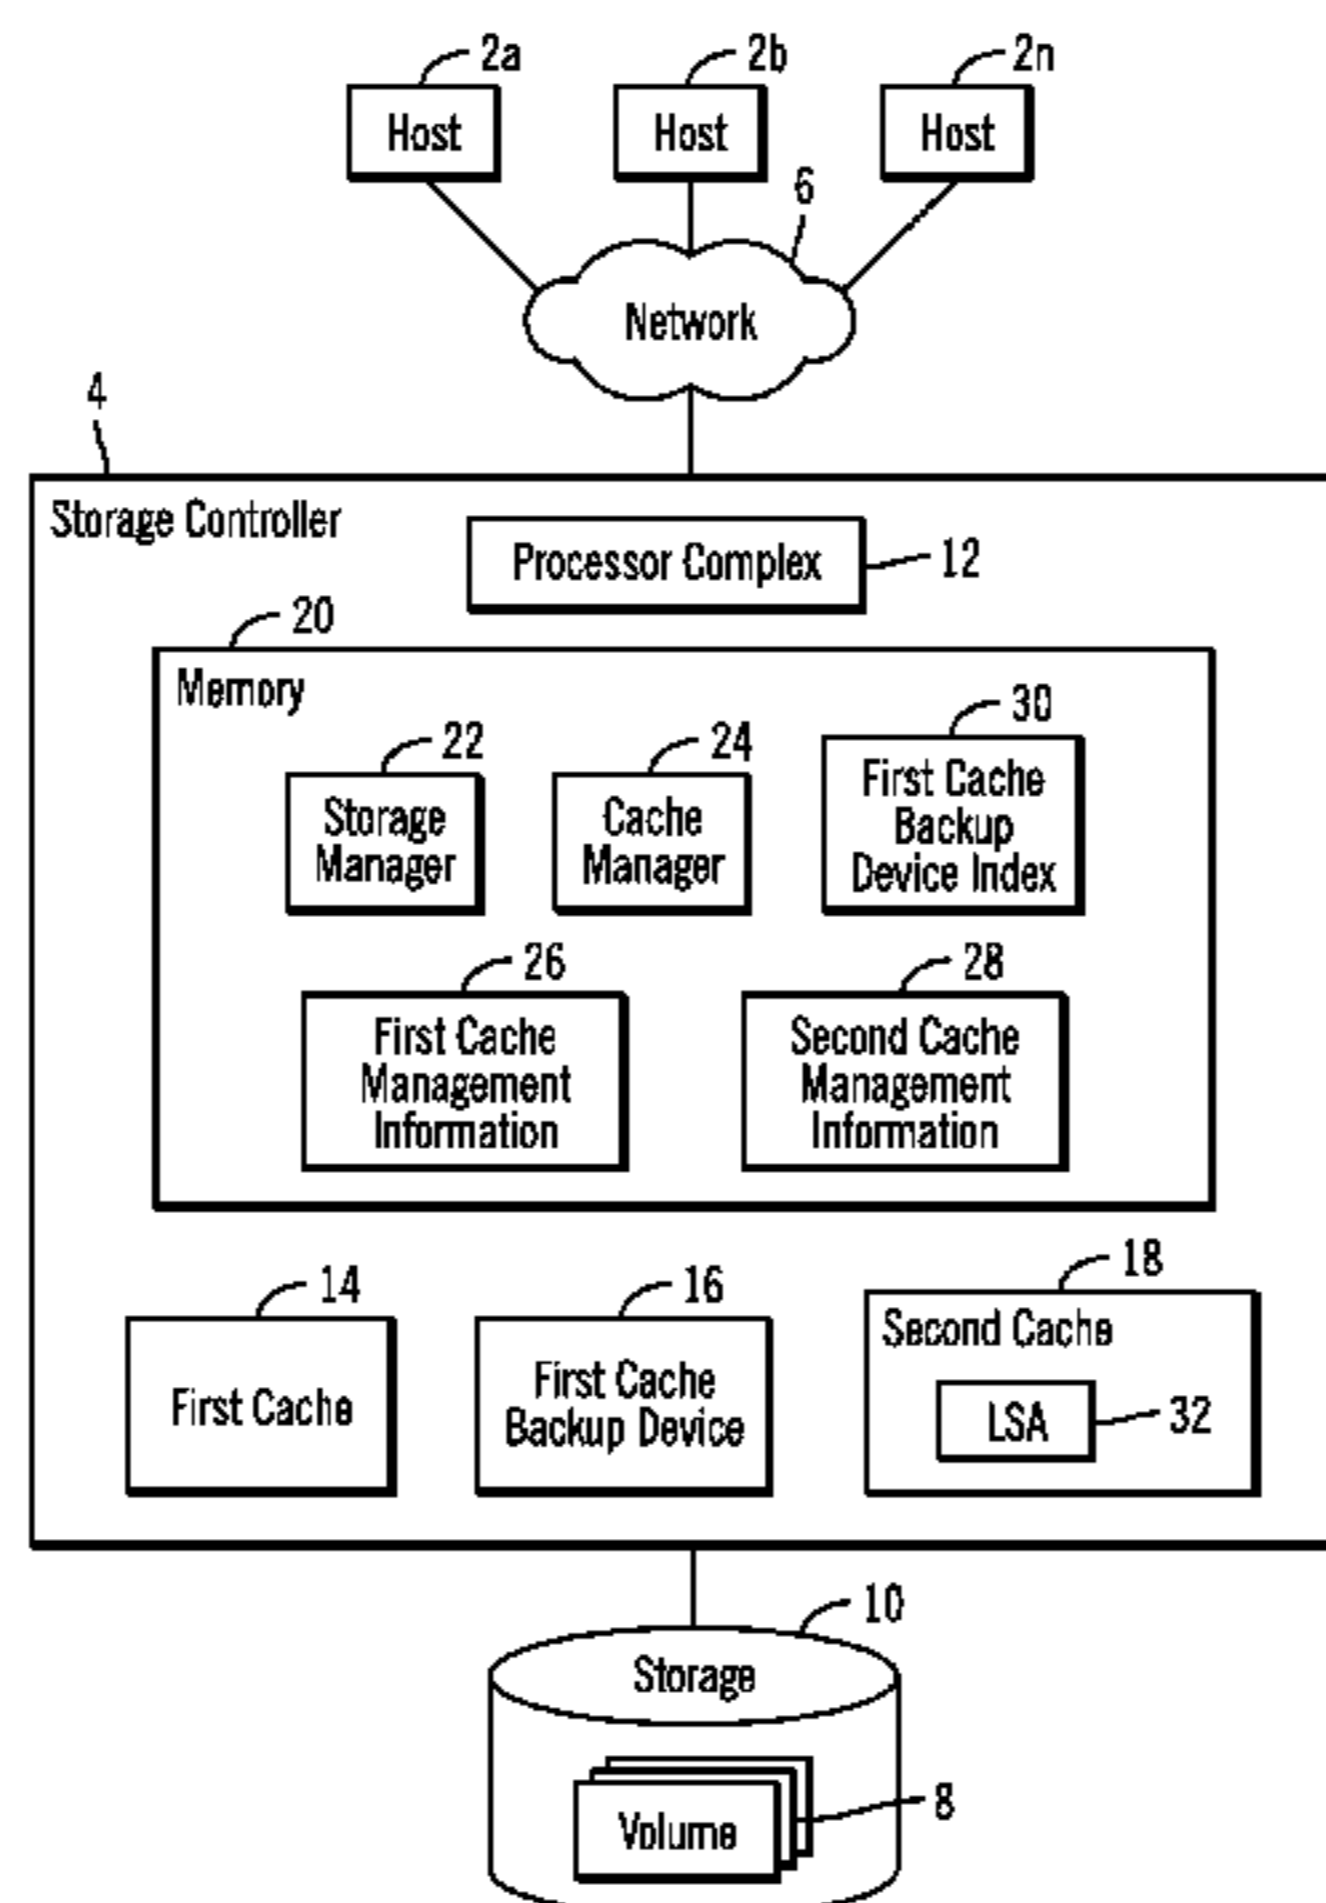 2a
2b
2n
Host
Host
Host
6
Network
4
Storage Controller
Processor Complex
12
20
Memory
22
24
30
Storage
Manager
Cache
Manager
First Cache
Backup
Device Index
26
28
First Cache
Management
Information
Second Cache
Management
Information
14
16
18
First Cache
First Cache
Backup Device
Second Cache
LSA
32
10
Storage
Volume
8